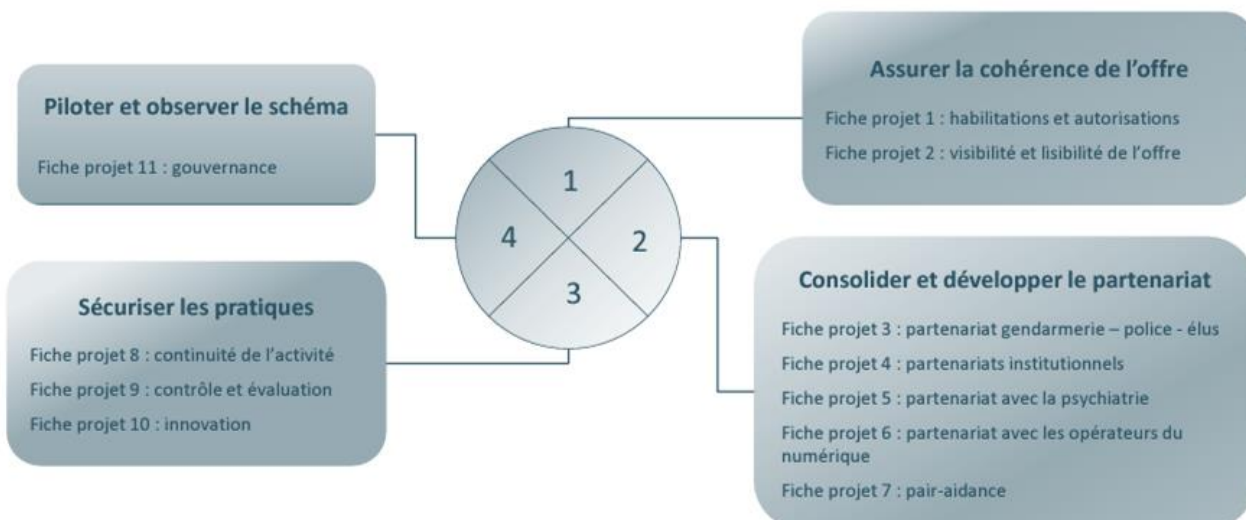 Piloter et observer le schéma
Fiche projet 11 : gouvernance
Assurer la cohérence de l'offre
Fiche projet 1 : habilitations et autorisations
Fiche projet 2 : visibilité et lisibilité de l'offre
1
2
3
4
Sécuriser les pratiques
Fiche projet 8 : continuité de l'activité
Fiche projet 9 : contrôle et évaluation
Fiche projet 10 : innovation
Consolider et développer le partenariat
Fiche projet 3 : partenariat gendarmerie – police - élus
Fiche projet 4 : partenariats institutionnels
Fiche projet 5 : partenariat avec la psychiatrie
Fiche projet 6 : partenariat avec les opérateurs du
numérique
Fiche projet 7 : pair-aidance